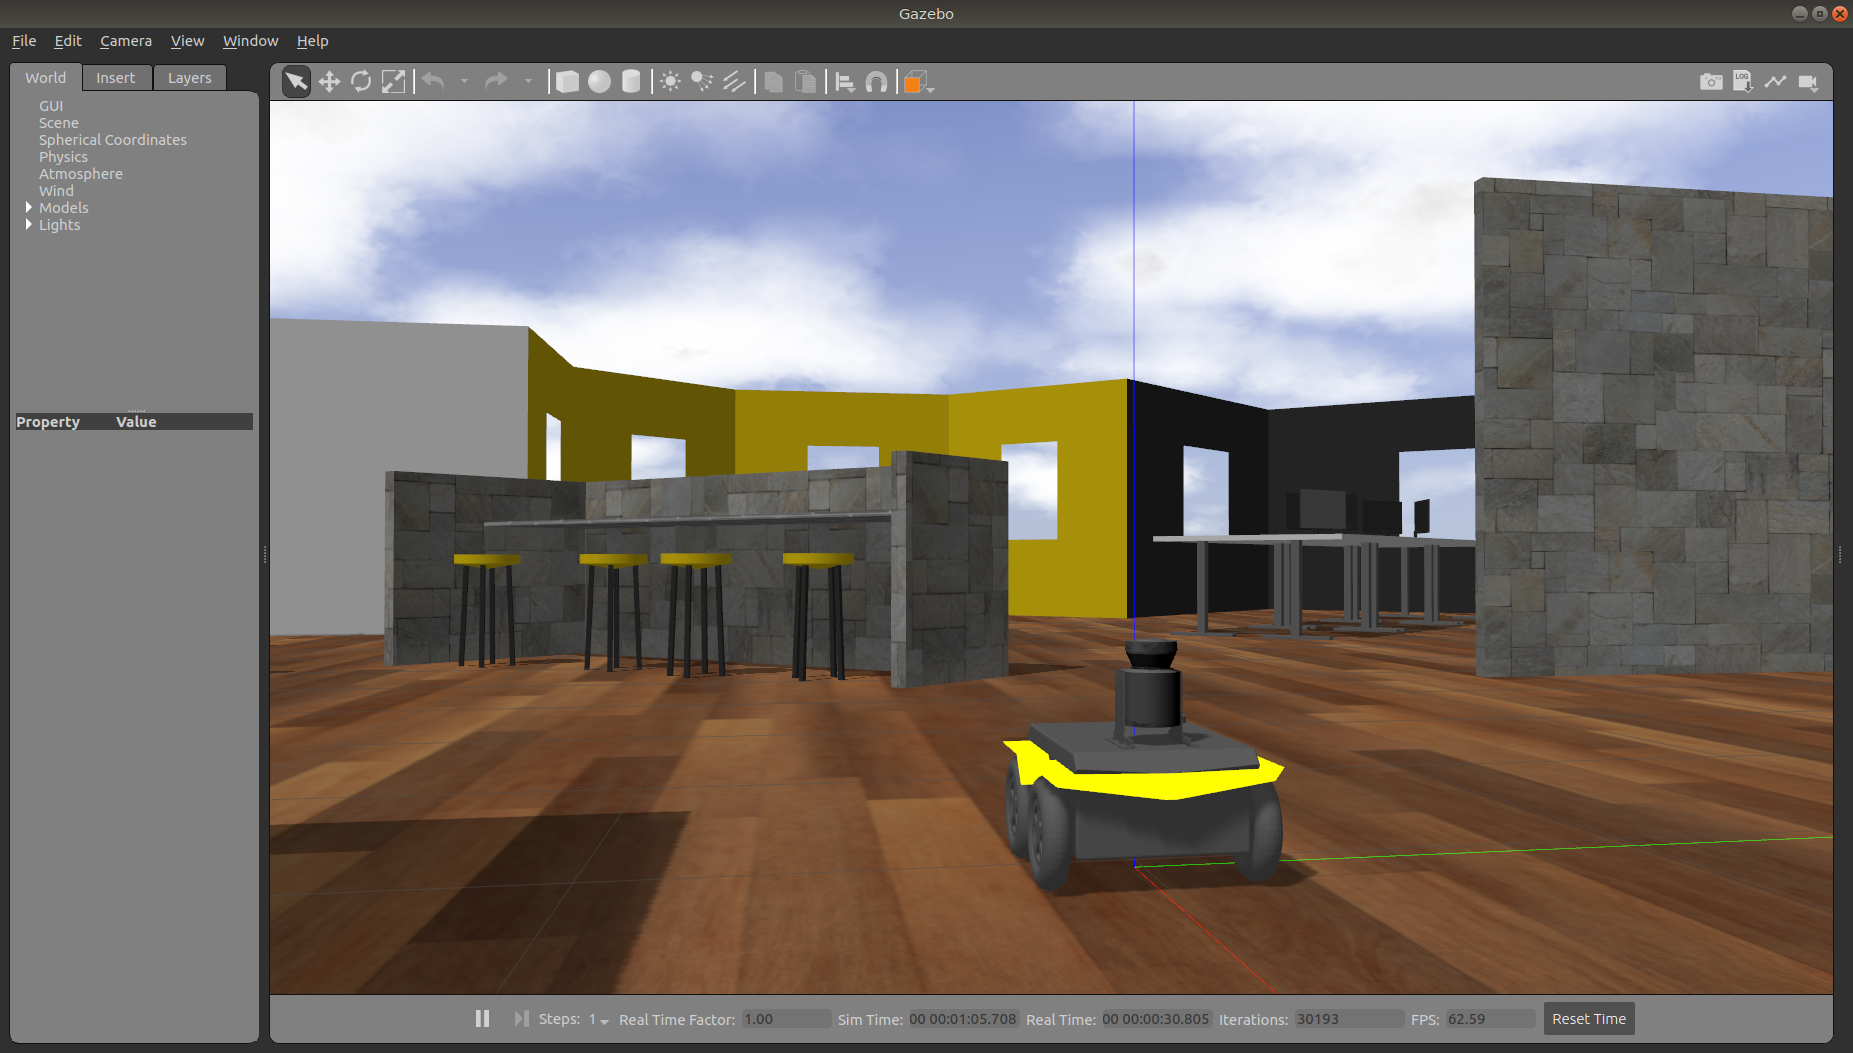 Gazebo
File Edit Camera View Window Help
World Insert Layers
LOG
GUI
Scene
Spherical Coordinates
Physics
Atmosphere
Wind
Models
Lights
Property Value
Steps: 1 Real Time Factor: 1.00 Sim Time: 00 00:01:05.708 Real Time: 00 00:00:30.805 Iterations: 30193 FPS: 62.59 Reset Time